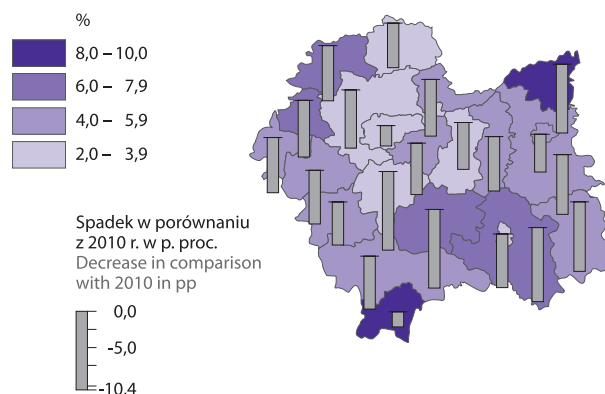 %
8,0 – 10,0
6,0 – 7,9
4,0 – 5,9
2,0 – 3,9
Spadek w porównaniu
z 2010 r. w p. proc.
Decrease in comparison
with 2010 in pp
0,0
-5,0
-10,4